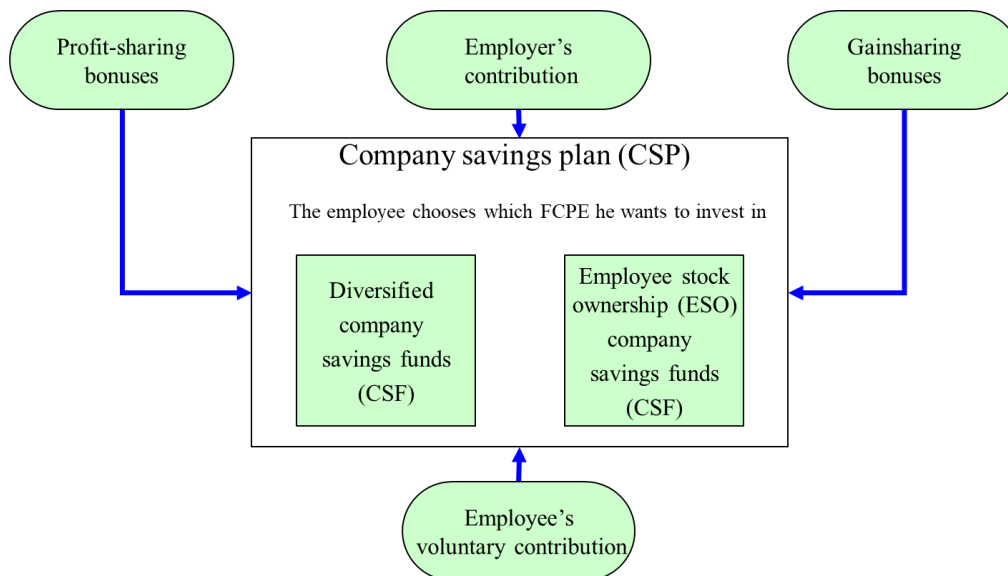 Profit-sharing
bonuses
Employer's
contribution
Gainsharing
bonuses
Company savings plan (CSP)
The employee chooses which FCPE he wants to invest in
Diversified
company
savings funds
(CSF)
Employee stock
ownership (ESO)
company
savings funds
(CSF)
Employee's
voluntary contribution